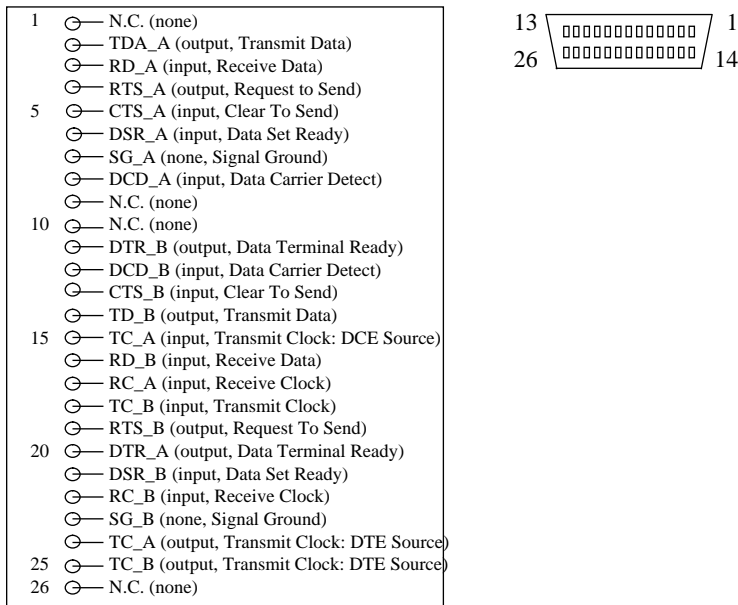 1 N.C. (none)
TDA_A (output, Transmit Data)
RD_A (input, Receive Data)
RTS_A (output, Request to Send)
5 CTS_A (input, Clear To Send)
DSR_A (input, Data Set Ready)
SG_A (none, Signal Ground)
DCD_A (input, Data Carrier Detect)
N.C. (none)
10 N.C. (none)
DTR_B (output, Data Terminal Ready)
DCD_B (input, Data Carrier Detect)
CTS_B (input, Clear To Send)
TD_B (output, Transmit Data)
15 TC_A (input, Transmit Clock: DCE Source)
RD_B (input, Receive Data)
RC_A (input, Receive Clock)
TC_B (input, Transmit Clock)
RTS_B (output, Request To Send)
20 DTR_A (output, Data Terminal Ready)
DSR_B (input, Data Set Ready)
RC_B (input, Receive Clock)
SG_B (none, Signal Ground)
TC_A (output, Transmit Clock: DTE Source)
25 TC_B (output, Transmit Clock: DTE Source)
26 N.C. (none)
13 1
26 14